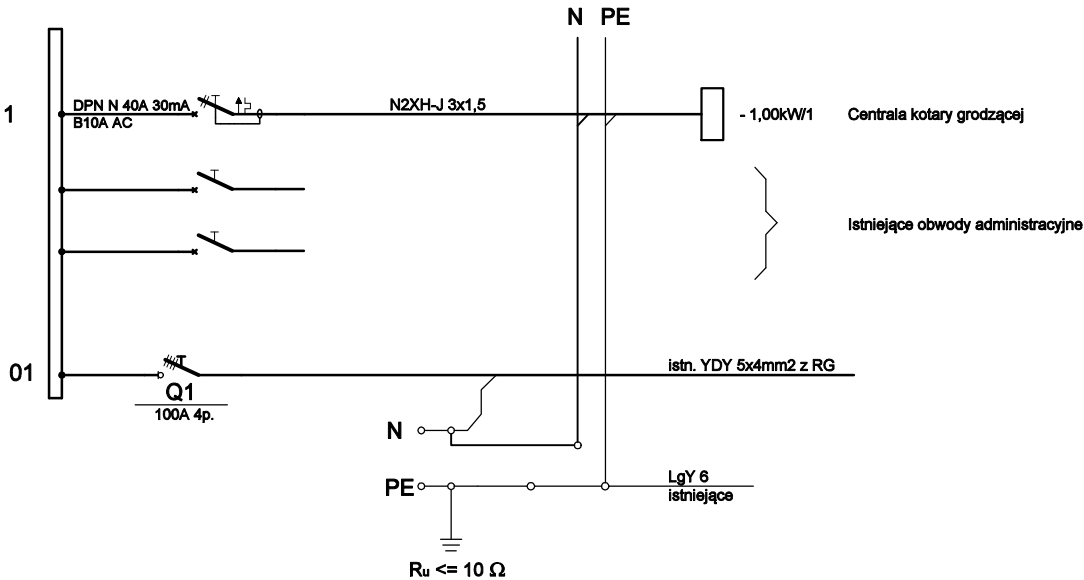 N PE
1
DPN N 40A 30mA
B10A AC
N2XH-J 3x1,5
- 1,00kW/1
Centrala kotary grodzącej
Istniejące obwody administracyjne
01
Q1
100A 4p.
istn. YDY 5x4mm2 z RG
N
PE
LgY 6
istniejące
Ru <= 10 Ω